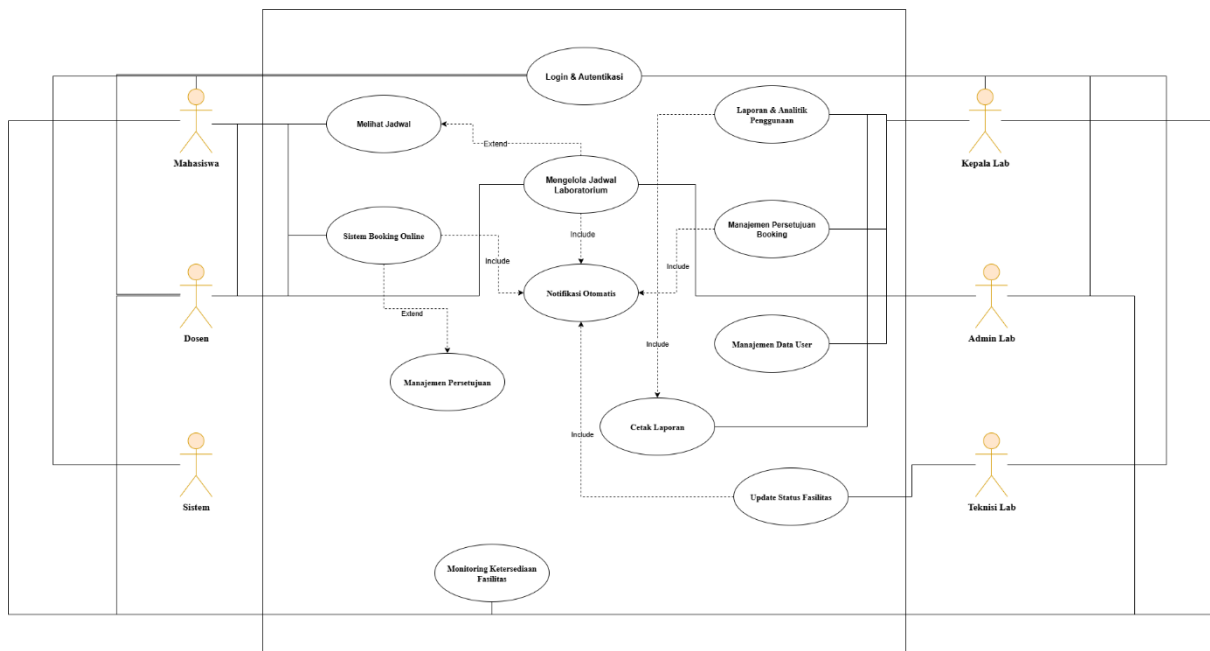 Login & Autentikasi
Melihat Jadwal
Laporan & Analitik
Penggunaan
Extend
Mahasiswa
Kepala Lab
Mengelola Jadwal
Laboratorium
Sistem Booking Online
Manajemen Persetujuan
Booking
Include
Include
Include
Notifikasi Otomatis
Extend
Dosen
Admin Lab
Include
Manajemen Data User
Manajemen Persetujuan
Cetak Laporan
Include
Update Status Fasilitas
Sistem
Teknisi Lab
Monitoring Ketersediaan
Fasilitas